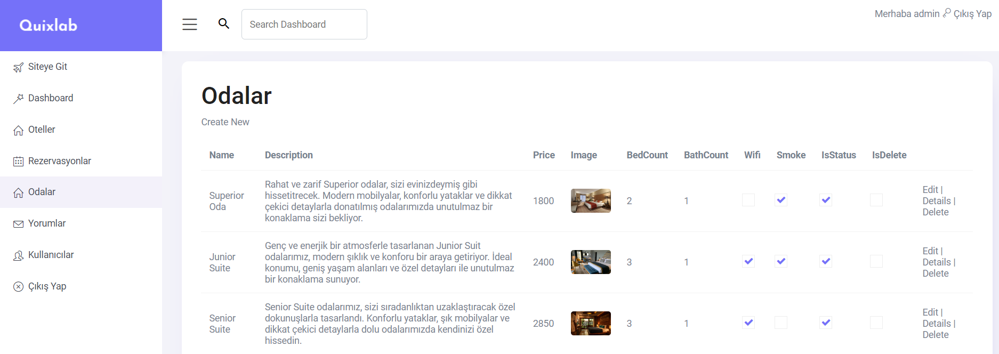 Quixlab
Search Dashboard
Merhaba admin Çıkış Yap
Siteye Git
Dashboard
Oteller
Rezervasyonlar
Odalar
Yorumlar
Kullanıcılar
Çıkış Yap
Odalar
Create New
Name Description Price Image BedCount BathCount Wifi Smoke IsStatus IsDelete
Superior
Oda
Rahat ve zarif Superior odalar, sizi evinizdeymiş gibi
hissetitrecek. Modern mobilyalar, konforlu yataklar ve dikkat
çekici detaylarla donatılmış odalarımızda unutulmaz bir
konaklama sizi bekliyor.
1800 2 1
Edit |
Details |
Delete
Junior
Suite
Genç ve enerjik bir atmosferle tasarlanan Junior Suit
odalarımız, modern şıklık ve konforu bir araya getiriyor. İdeal
konumu, geniş yaşam alanları ve özel detayları ile unutulmaz
bir konaklama sunuyor.
2400 3 1
Edit |
Details |
Delete
Senior
Suite
Senior Suite odalarımız, sizi sıradanlıktan uzaklaştıracak özel
dokunuşlarla tasarlandı. Konforlu yataklar, şık mobilyalar ve
dikkat çekici detaylarla dolu odalarımızda kendinizi özel
hissedin.
2850 3 1
Edit |
Details |
Delete